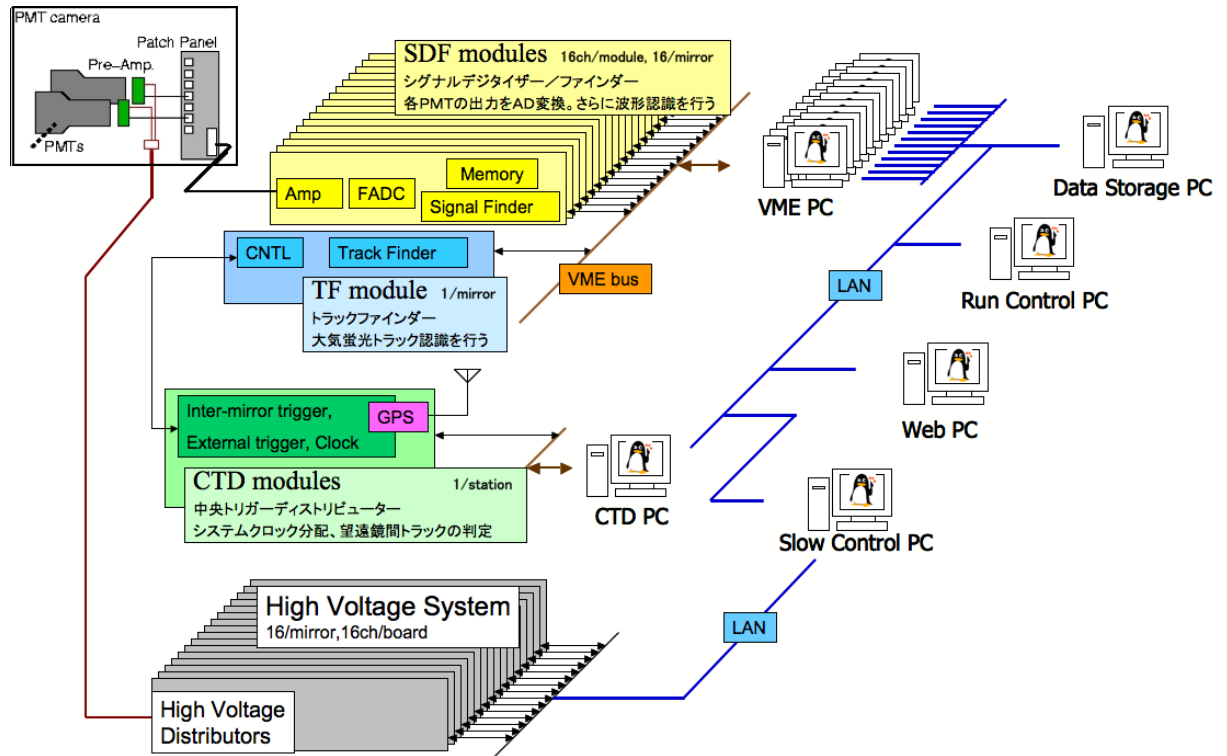 PMT camera
Patch Panel
Pre-Amp.
PMTs
SDF modules 16ch/module, 16/mirror
シグナルデジタイザー／ファインダー
各PMTの出力をAD変換。さらに波形認識を行う
Amp
FADC
Memory
Signal Finder
VME PC
Data Storage PC
CNTL
Track Finder
VME bus
TF module 1/mirror
トラックファインダー
大気蛍光トラック認識を行う
LAN
Run Control PC
Web PC
Inter-mirror trigger,
External trigger, Clock
GPS
CTD modules 1/station
中央トリガーディストリビューター
システムクロック分配、望遠鏡間トラックの判定
CTD PC
Slow Control PC
High Voltage System
16/mirror,16ch/board
LAN
High Voltage
Distributors